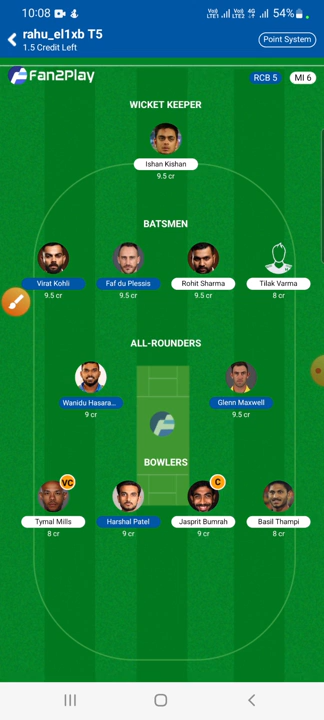 10:08 VoLTE1 VoLTE2 4G 54%
rahu_el1xb T5
1.5 Credit Left
Point System
Fan2Play
RCB 5 MI 6
WICKET KEEPER
Ishan Kishan
9.5 cr
BATSMEN
Virat Kohli Faf du Plessis Rohit Sharma Tilak Varma
9.5 cr 9.5 cr 9.5 cr 8 cr
ALL-ROUNDERS
Wanidu Hasara... Glenn Maxwell
9 cr 9.5 cr
BOWLERS
VC C
Tymal Mills Harshal Patel Jasprit Bumrah Basil Thampi
8 cr 9 cr 9 cr 8 cr